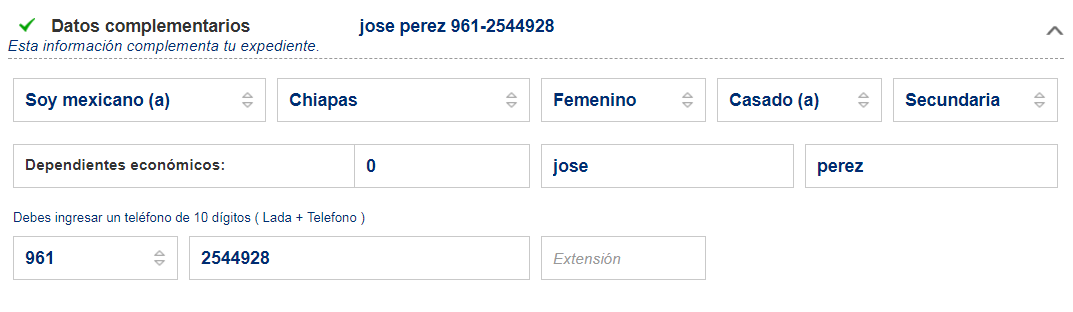 Datos complementarios jose perez 961-2544928
Esta información complementa tu expediente.
Soy mexicano (a) Chiapas Femenino Casado (a) Secundaria
Dependientes económicos: 0 jose perez
Debes ingresar un teléfono de 10 dígitos ( Lada + Telefono )
961 2544928 Extensión